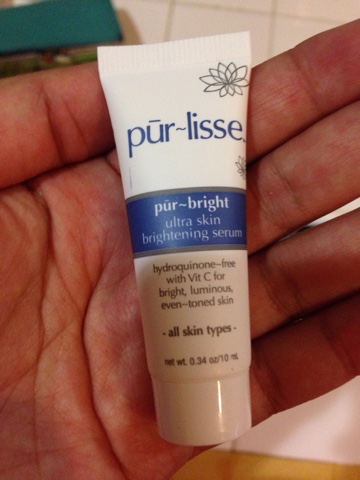 pūr~lisse
pūr~bright
ultra skin
brightening serum
hydroquinone~free
with Vit C for
bright, luminous,
even~toned skin
- all skin types -
net wt. 0.34 oz/10 mL